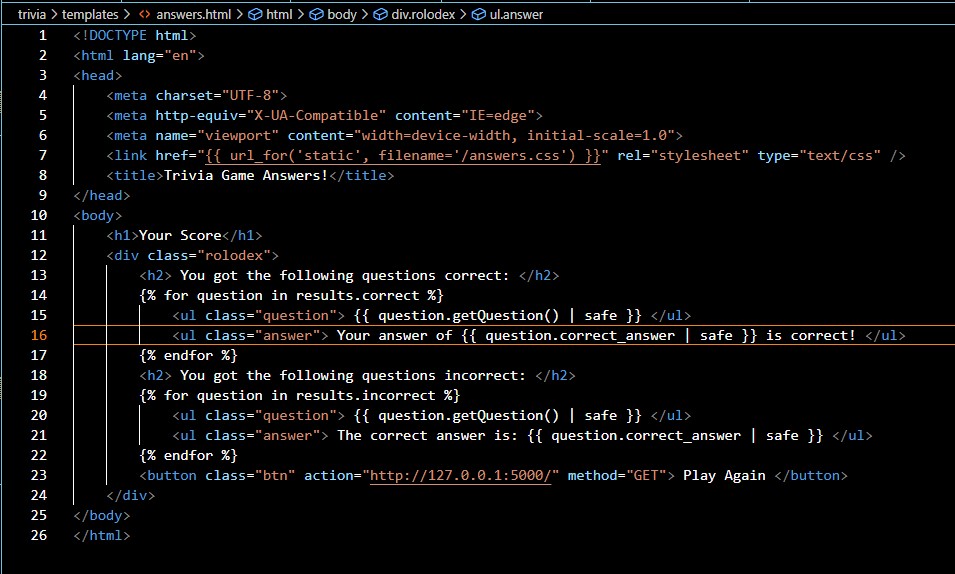 trivia > templates > <> answers.html > html > body > div.rolodex > ul.answer
1 <!DOCTYPE html>
2 <html lang="en">
3 <head>
4     <meta charset="UTF-8">
5     <meta http-equiv="X-UA-Compatible" content="IE=edge">
6     <meta name="viewport" content="width=device-width, initial-scale=1.0">
7     <link href="{{ url_for('static', filename='/answers.css') }}" rel="stylesheet" type="text/css" />
8     <title>Trivia Game Answers!</title>
9 </head>
10 <body>
11     <h1>Your Score</h1>
12     <div class="rolodex">
13         <h2> You got the following questions correct: </h2>
14         {% for question in results.correct %}
15             <ul class="question"> {{ question.getQuestion() | safe }} </ul>
16             <ul class="answer"> Your answer of {{ question.correct_answer | safe }} is correct! </ul>
17         {% endfor %}
18         <h2> You got the following questions incorrect: </h2>
19         {% for question in results.incorrect %}
20             <ul class="question"> {{ question.getQuestion() | safe }} </ul>
21             <ul class="answer"> The correct answer is: {{ question.correct_answer | safe }} </ul>
22         {% endfor %}
23         <button class="btn" action="http://127.0.0.1:5000/" method="GET"> Play Again </button>
24     </div>
25 </body>
26 </html>